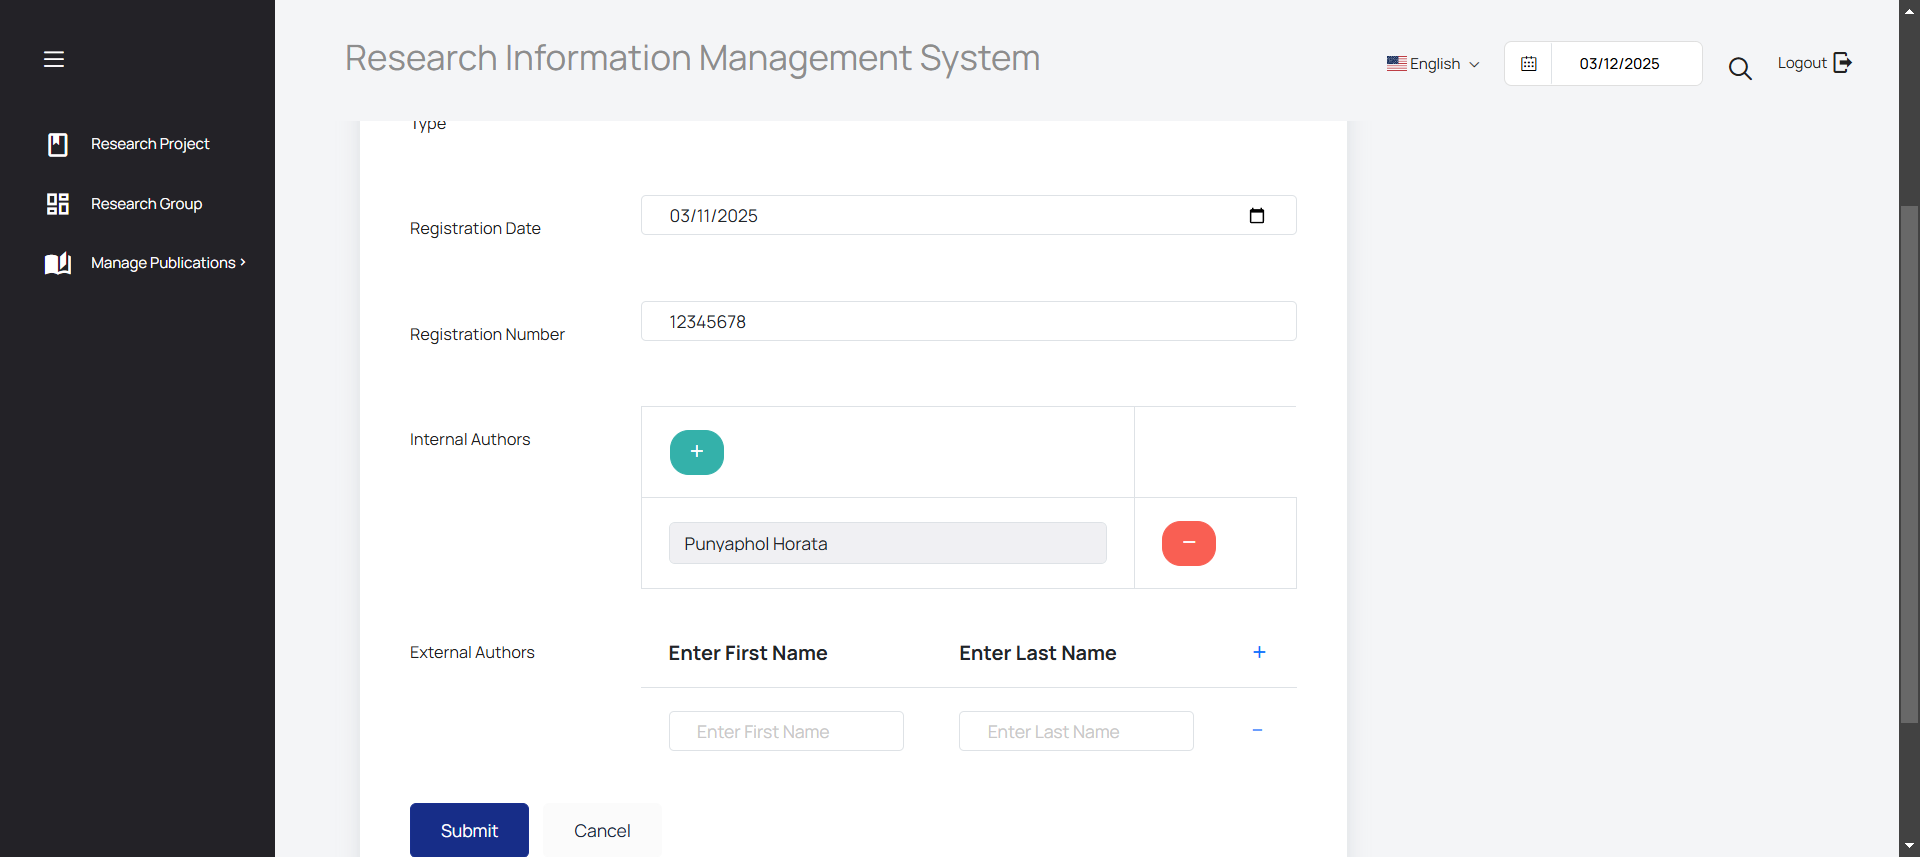 Research Information Management System
English
03/12/2025
Logout
Research Project
Research Group
Manage Publications
Type
Registration Date
03/11/2025
Registration Number
12345678
Internal Authors
+
Punyaphol Horata
−
External Authors
Enter First Name
Enter Last Name
+
Enter First Name
Enter Last Name
−
Submit
Cancel